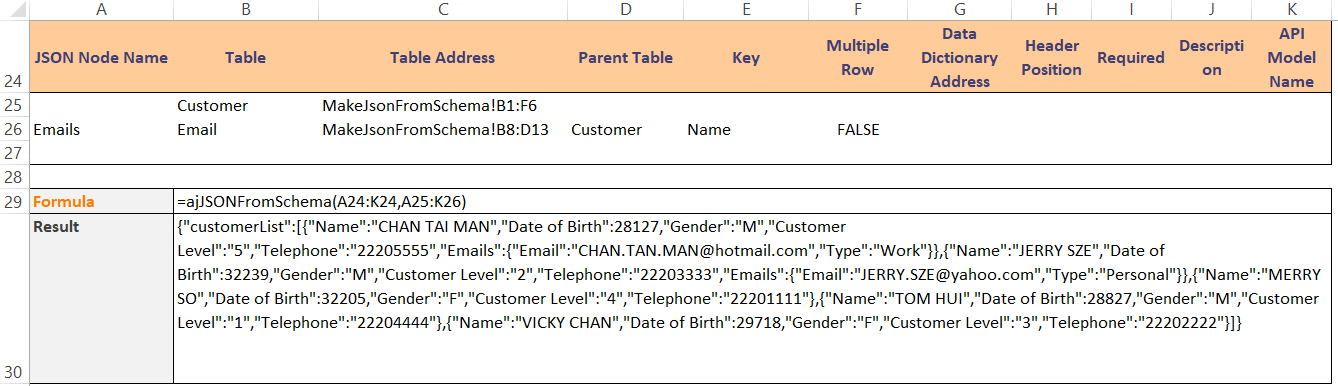 A B C D E F G H I J K
24 JSON Node Name Table Table Address Parent Table Key Multiple Row Data Dictionary Address Header Position Required Descripti on API Model Name
25 Customer MakeJsonFromSchema!B1:F6
26 Emails Email MakeJsonFromSchema!B8:D13 Customer Name FALSE
27
28
29 Formula =ajJSONFromSchema(A24:K24,A25:K26)
Result {"customerList":[{"Name":"CHAN TAI MAN","Date of Birth":28127,"Gender":"M","Customer
Level":"5","Telephone":"22205555","Emails":{"Email":"CHAN.TAN.MAN@hotmail.com","Type":"Work"}},{"Name":"JERRY SZE","Date of
Birth":32239,"Gender":"M","Customer Level":"2","Telephone":"22203333","Emails":{"Email":"JERRY.SZE@yahoo.com","Type":"Personal"}},{"Name":"MERRY
SO","Date of Birth":32205,"Gender":"F","Customer Level":"4","Telephone":"22201111"},{"Name":"TOM HUI","Date of Birth":28827,"Gender":"M","Customer
Level":"1","Telephone":"22204444"},{"Name":"VICKY CHAN","Date of Birth":29718,"Gender":"F","Customer Level":"3","Telephone":"22202222"}]}
30